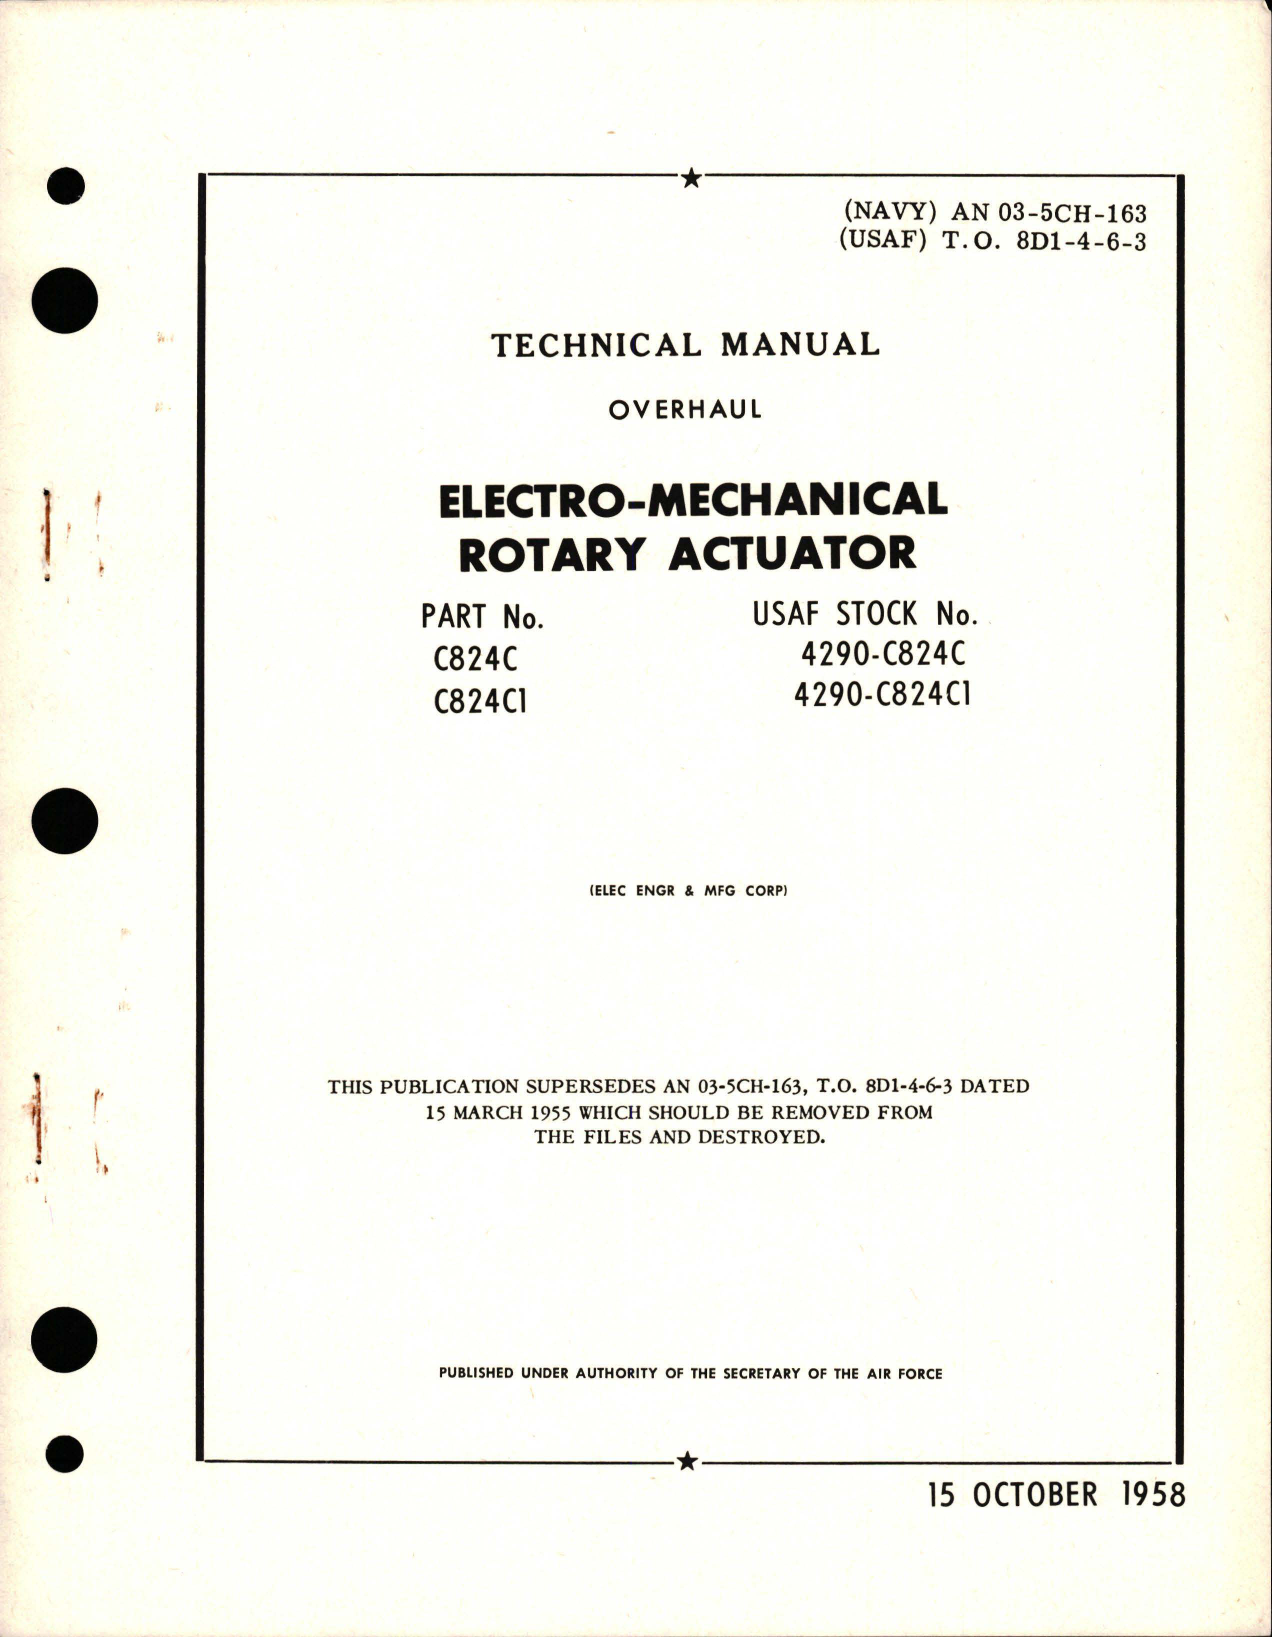 (NAVY) AN 03-5CH-163
(USAF) T.O. 8D1-4-6-3
TECHNICAL MANUAL
OVERHAUL
ELECTRO-MECHANICAL
ROTARY ACTUATOR
PART No. USAF STOCK No.
C824C 4290-C824C
C824C1 4290-C824C1
(ELEC ENGR & MFG CORP)
THIS PUBLICATION SUPERSEDES AN 03-5CH-163, T.O. 8D1-4-6-3 DATED
15 MARCH 1955 WHICH SHOULD BE REMOVED FROM
THE FILES AND DESTROYED.
PUBLISHED UNDER AUTHORITY OF THE SECRETARY OF THE AIR FORCE
15 OCTOBER 1958